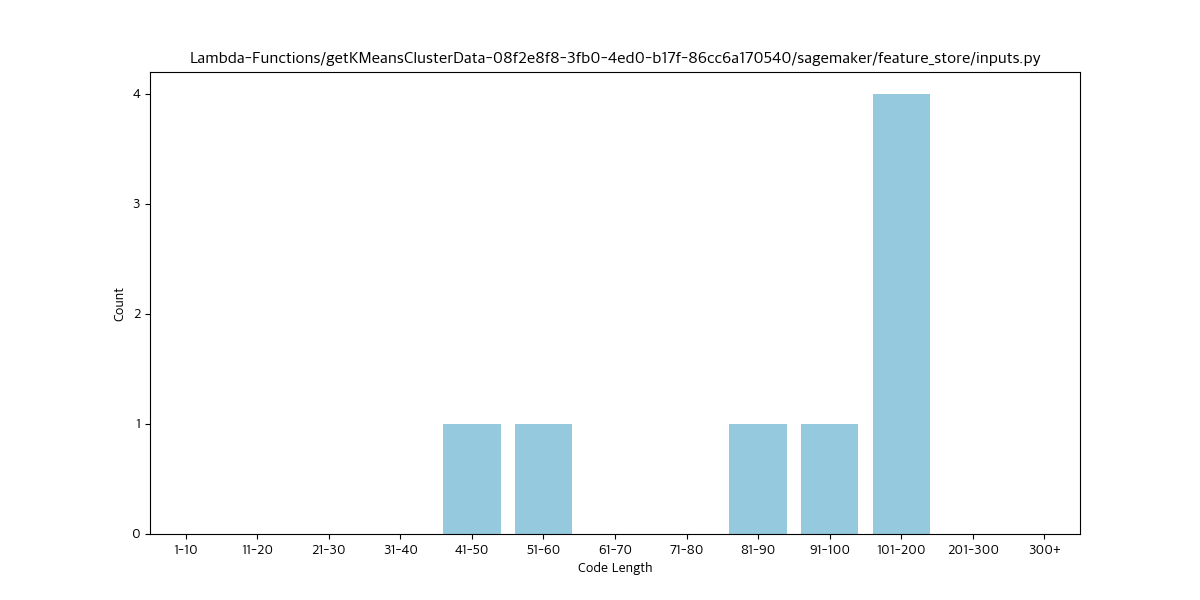 Lambda-Functions/getKMeansClusterData-08f2e8f8-3fb0-4ed0-b17f-86cc6a170540/sagemaker/feature_store/inputs.py
4
3
2
1
0
Count
1-10 11-20 21-30 31-40 41-50 51-60 61-70 71-80 81-90 91-100 101-200 201-300 300+
Code Length